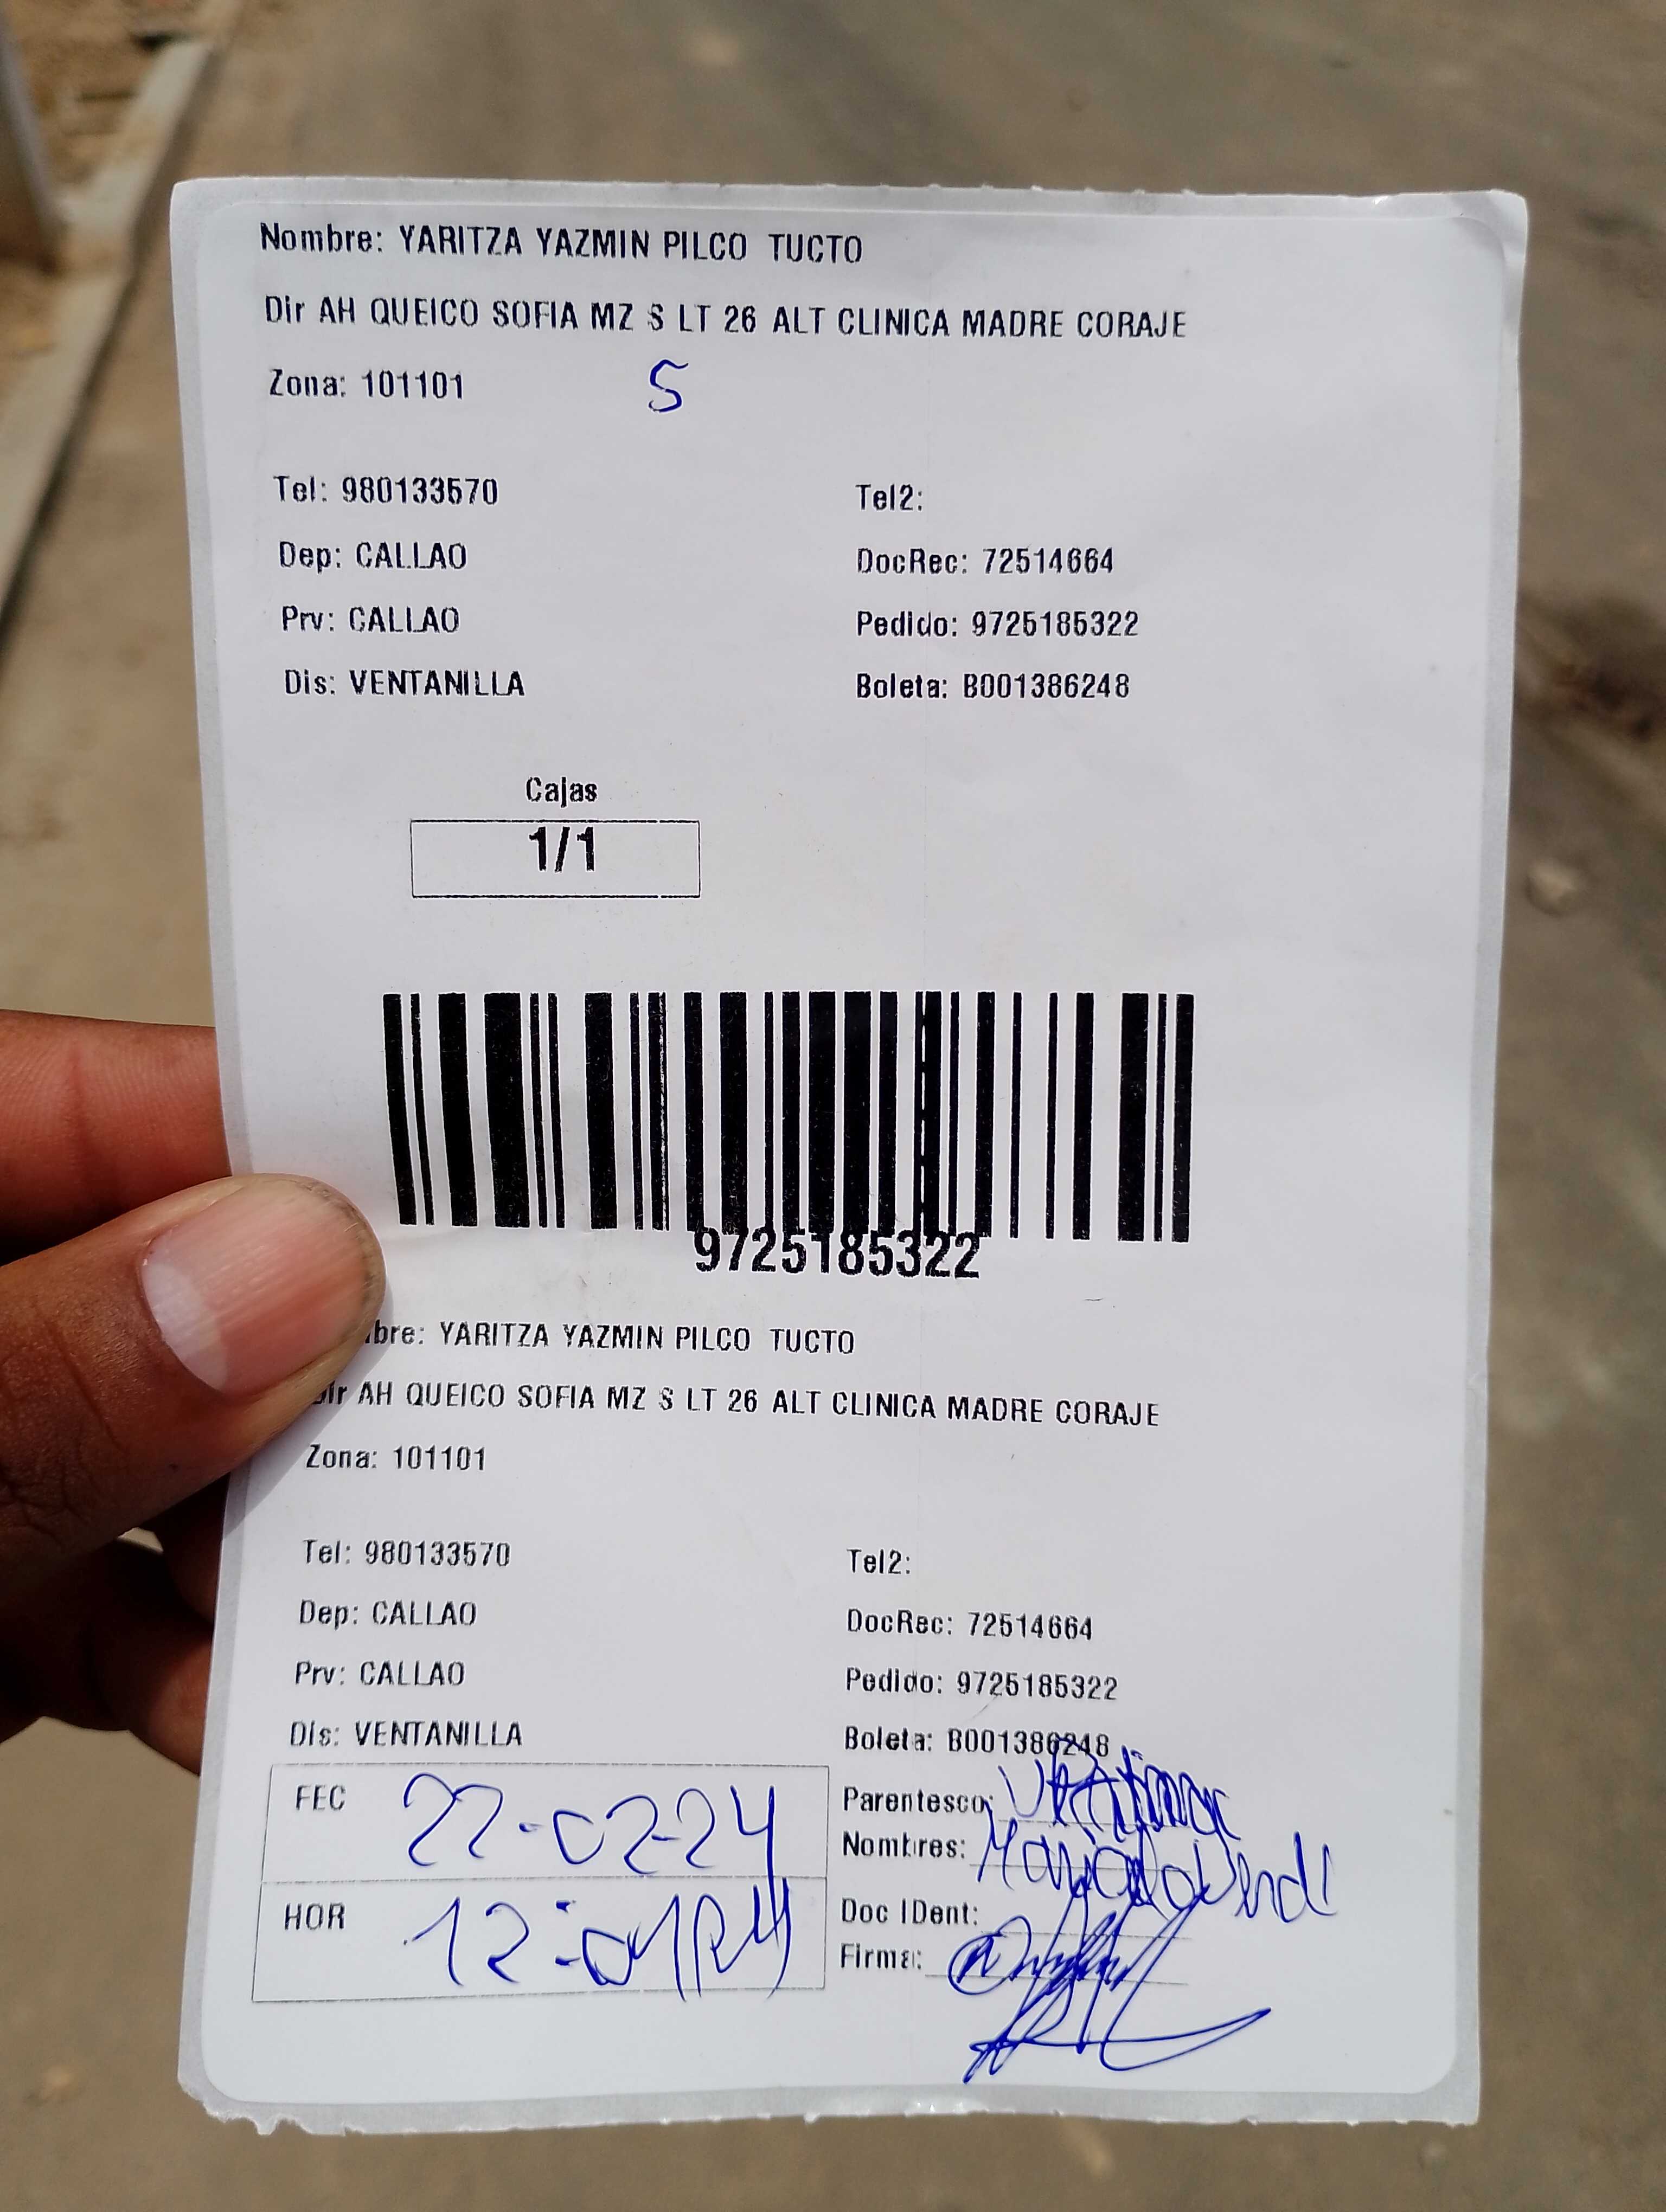 Nombre: YARITZA YAZMIN PILCO TUCTO
Dir AH QUEICO SOFIA MZ S LT 26 ALT CLINICA MADRE CORAJE
Zona: 101101
5
Tel: 980133570 Tel2:
Dep: CALLAO DocRec: 72514664
Prv: CALLAO Pedido: 9725185322
Dis: VENTANILLA Boleta: B001386248
Cajas
1/1
9725185322
bre: YARITZA YAZMIN PILCO TUCTO
Dir AH QUEICO SOFIA MZ S LT 26 ALT CLINICA MADRE CORAJE
Zona: 101101
Tel: 980133570 Tel2:
Dep: CALLAO DocRec: 72514664
Prv: CALLAO Pedido: 9725185322
Dis: VENTANILLA Boleta: B001386248
FEC 22-02-24 Parentesco:
Nombres:
HOR Doc IDent:
Firma: